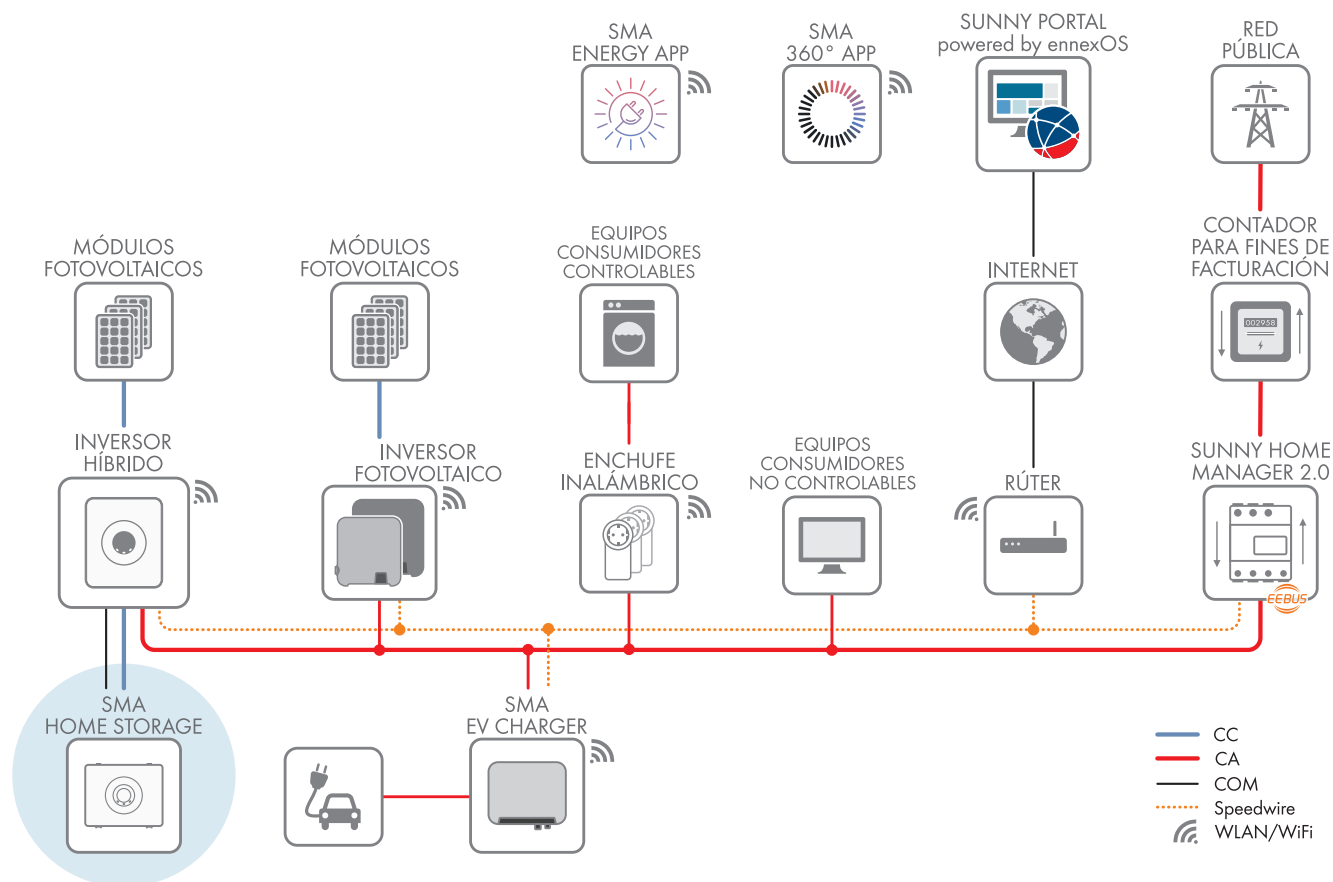 SMA
ENERGY APP
SMA
360° APP
SUNNY PORTAL
powered by ennexOS
RED
PÚBLICA
MÓDULOS
FOTOVOLTAICOS
MÓDULOS
FOTOVOLTAICOS
EQUIPOS
CONSUMIDORES
CONTROLABLES
INTERNET
CONTADOR
PARA FINES DE
FACTURACIÓN
002958
INVERSOR
HÍBRIDO
INVERSOR
FOTOVOLTAICO
ENCHUFE
INALÁMBRICO
EQUIPOS
CONSUMIDORES
NO CONTROLABLES
RÚTER
SUNNY HOME
MANAGER 2.0
EEBUS
SMA
HOME STORAGE
SMA
EV CHARGER
CC
CA
COM
Speedwire
WLAN/WiFi